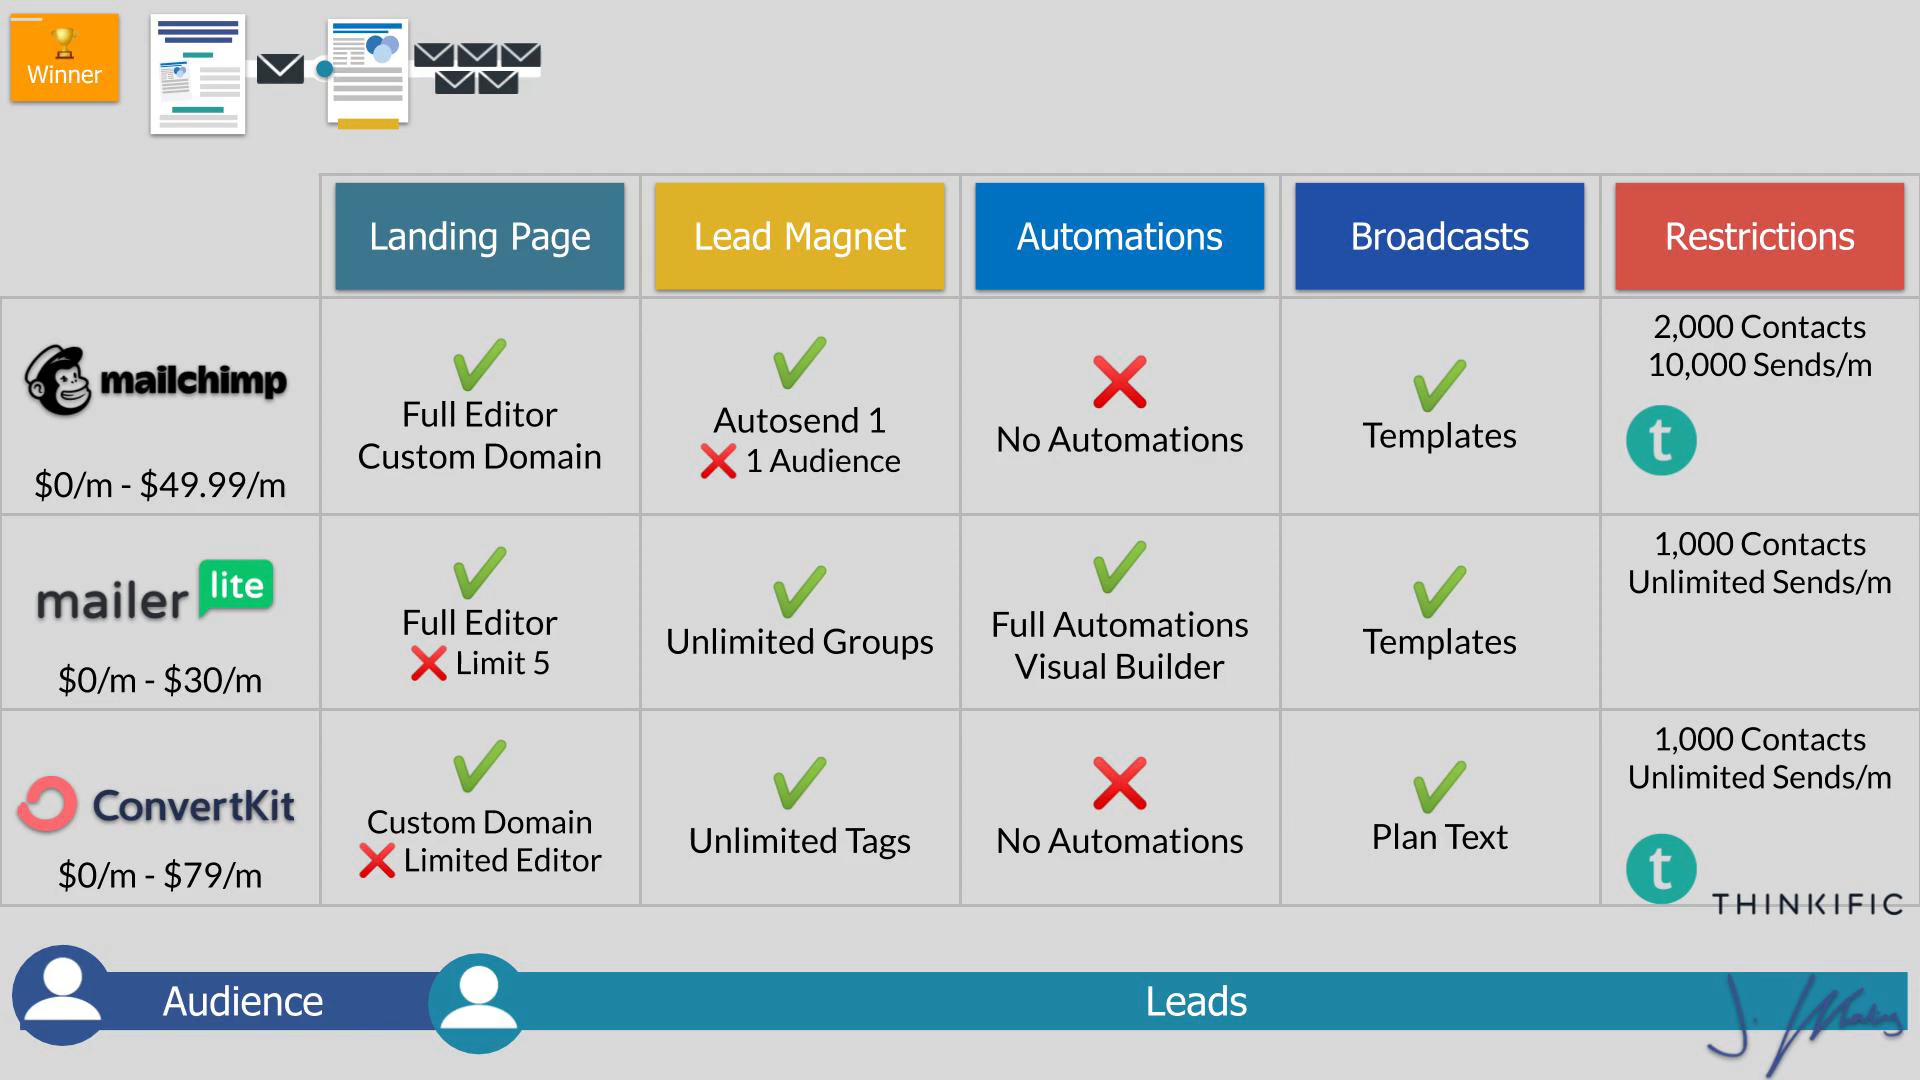 Winner
Landing Page
Lead Magnet
Automations
Broadcasts
Restrictions
mailchimp
$0/m - $49.99/m
Full Editor
Custom Domain
Autosend 1
1 Audience
No Automations
Templates
2,000 Contacts
10,000 Sends/m
t
mailer lite
$0/m - $30/m
Full Editor
Limit 5
Unlimited Groups
Full Automations
Visual Builder
Templates
1,000 Contacts
Unlimited Sends/m
ConvertKit
$0/m - $79/m
Custom Domain
Limited Editor
Unlimited Tags
No Automations
Plan Text
1,000 Contacts
Unlimited Sends/m
t
THINKIFIC
Audience
Leads